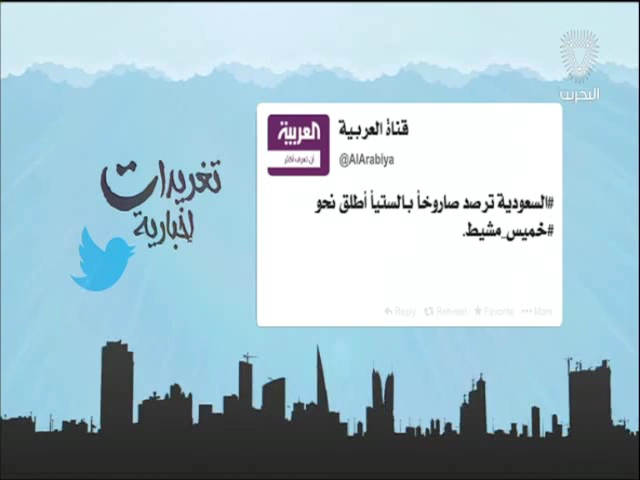 البحرين
تغريدات
إخبارية
العربية
أن تعرف أكثر
قناة العربية
@AlArabiya
#السعودية ترصد صاروخاً بالستياً أطلق نحو
#خميس_مشيط.
Reply Retweet Favorite More